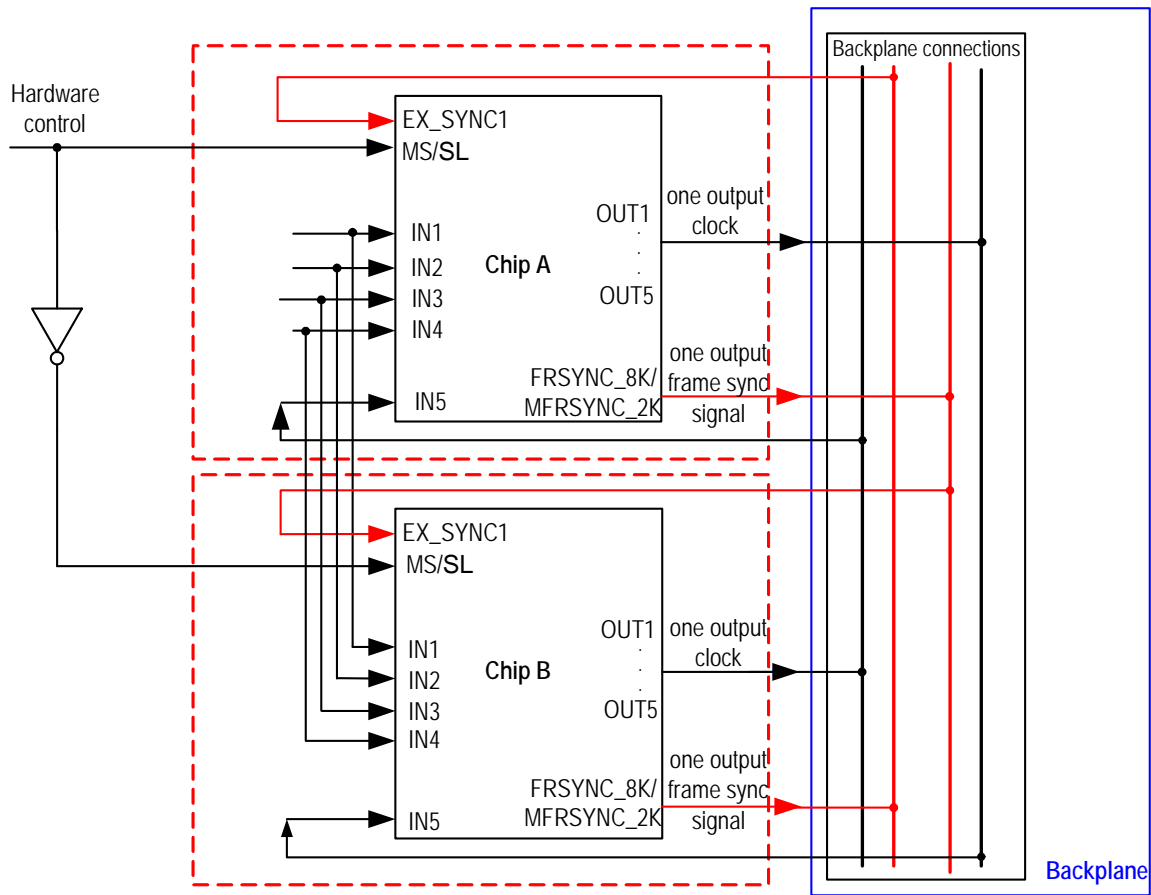 Backplane connections
Hardware
control
EX_SYNC1
MS/SL
IN1
IN2
IN3
IN4
IN5
Chip A
OUT1
.
.
.
OUT5
FRSYNC_8K/
MFRSYNC_2K
one output
clock
one output
frame sync
signal
EX_SYNC1
MS/SL
IN1
IN2
IN3
IN4
IN5
Chip B
OUT1
.
.
.
OUT5
FRSYNC_8K/
MFRSYNC_2K
one output
clock
one output
frame sync
signal
Backplane